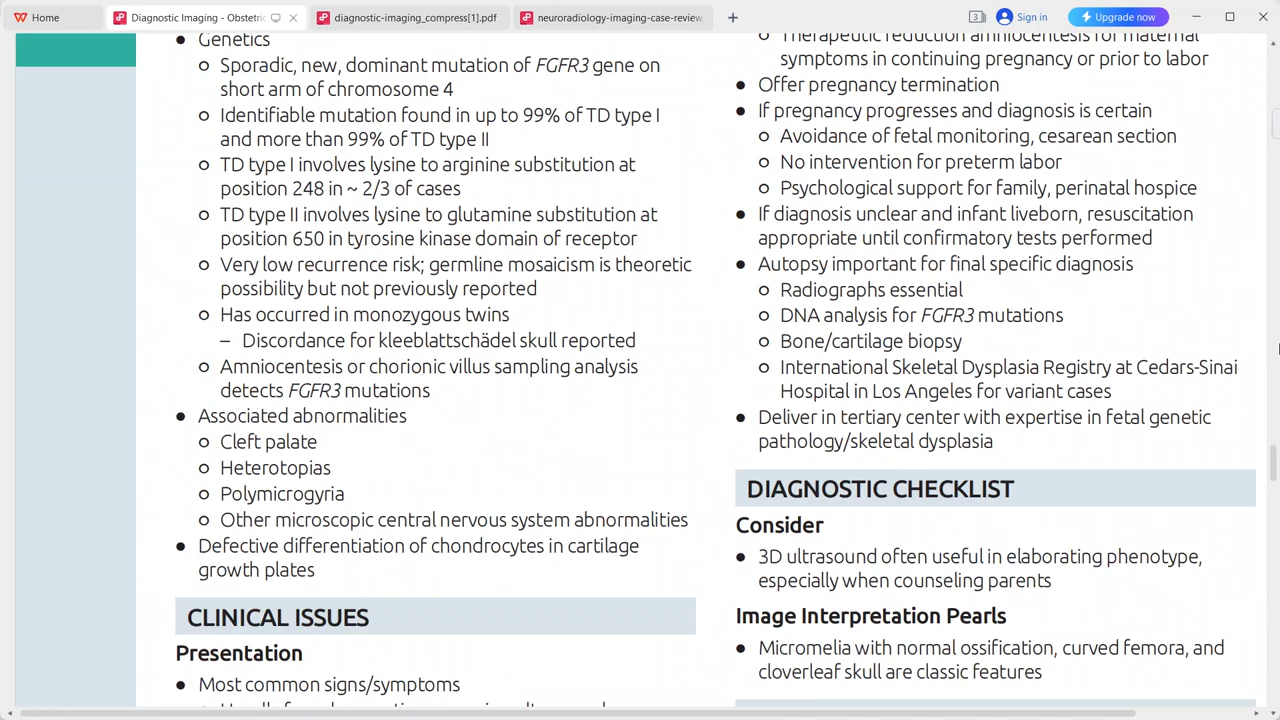 Home
Diagnostic Imaging - Obstetric
diagnostic-imaging_compress[1].pdf
neuroradiology-imaging-case-review
3
Sign in
Upgrade now
• Genetics
o Sporadic, new, dominant mutation of FGFR3 gene on
short arm of chromosome 4
o Identifiable mutation found in up to 99% of TD type I
and more than 99% of TD type II
o TD type I involves lysine to arginine substitution at
position 248 in ~ 2/3 of cases
o TD type II involves lysine to glutamine substitution at
position 650 in tyrosine kinase domain of receptor
o Very low recurrence risk; germline mosaicism is theoretic
possibility but not previously reported
o Has occurred in monozygous twins
– Discordance for kleeblattschädel skull reported
o Amniocentesis or chorionic villus sampling analysis
detects FGFR3 mutations
• Associated abnormalities
o Cleft palate
o Heterotopias
o Polymicrogyria
o Other microscopic central nervous system abnormalities
• Defective differentiation of chondrocytes in cartilage
growth plates
CLINICAL ISSUES
Presentation
• Most common signs/symptoms
o Therapeutic reduction amniocentesis for maternal
symptoms in continuing pregnancy or prior to labor
• Offer pregnancy termination
• If pregnancy progresses and diagnosis is certain
o Avoidance of fetal monitoring, cesarean section
o No intervention for preterm labor
o Psychological support for family, perinatal hospice
• If diagnosis unclear and infant liveborn, resuscitation
appropriate until confirmatory tests performed
• Autopsy important for final specific diagnosis
o Radiographs essential
o DNA analysis for FGFR3 mutations
o Bone/cartilage biopsy
o International Skeletal Dysplasia Registry at Cedars-Sinai
Hospital in Los Angeles for variant cases
• Deliver in tertiary center with expertise in fetal genetic
pathology/skeletal dysplasia
DIAGNOSTIC CHECKLIST
Consider
• 3D ultrasound often useful in elaborating phenotype,
especially when counseling parents
Image Interpretation Pearls
• Micromelia with normal ossification, curved femora, and
cloverleaf skull are classic features